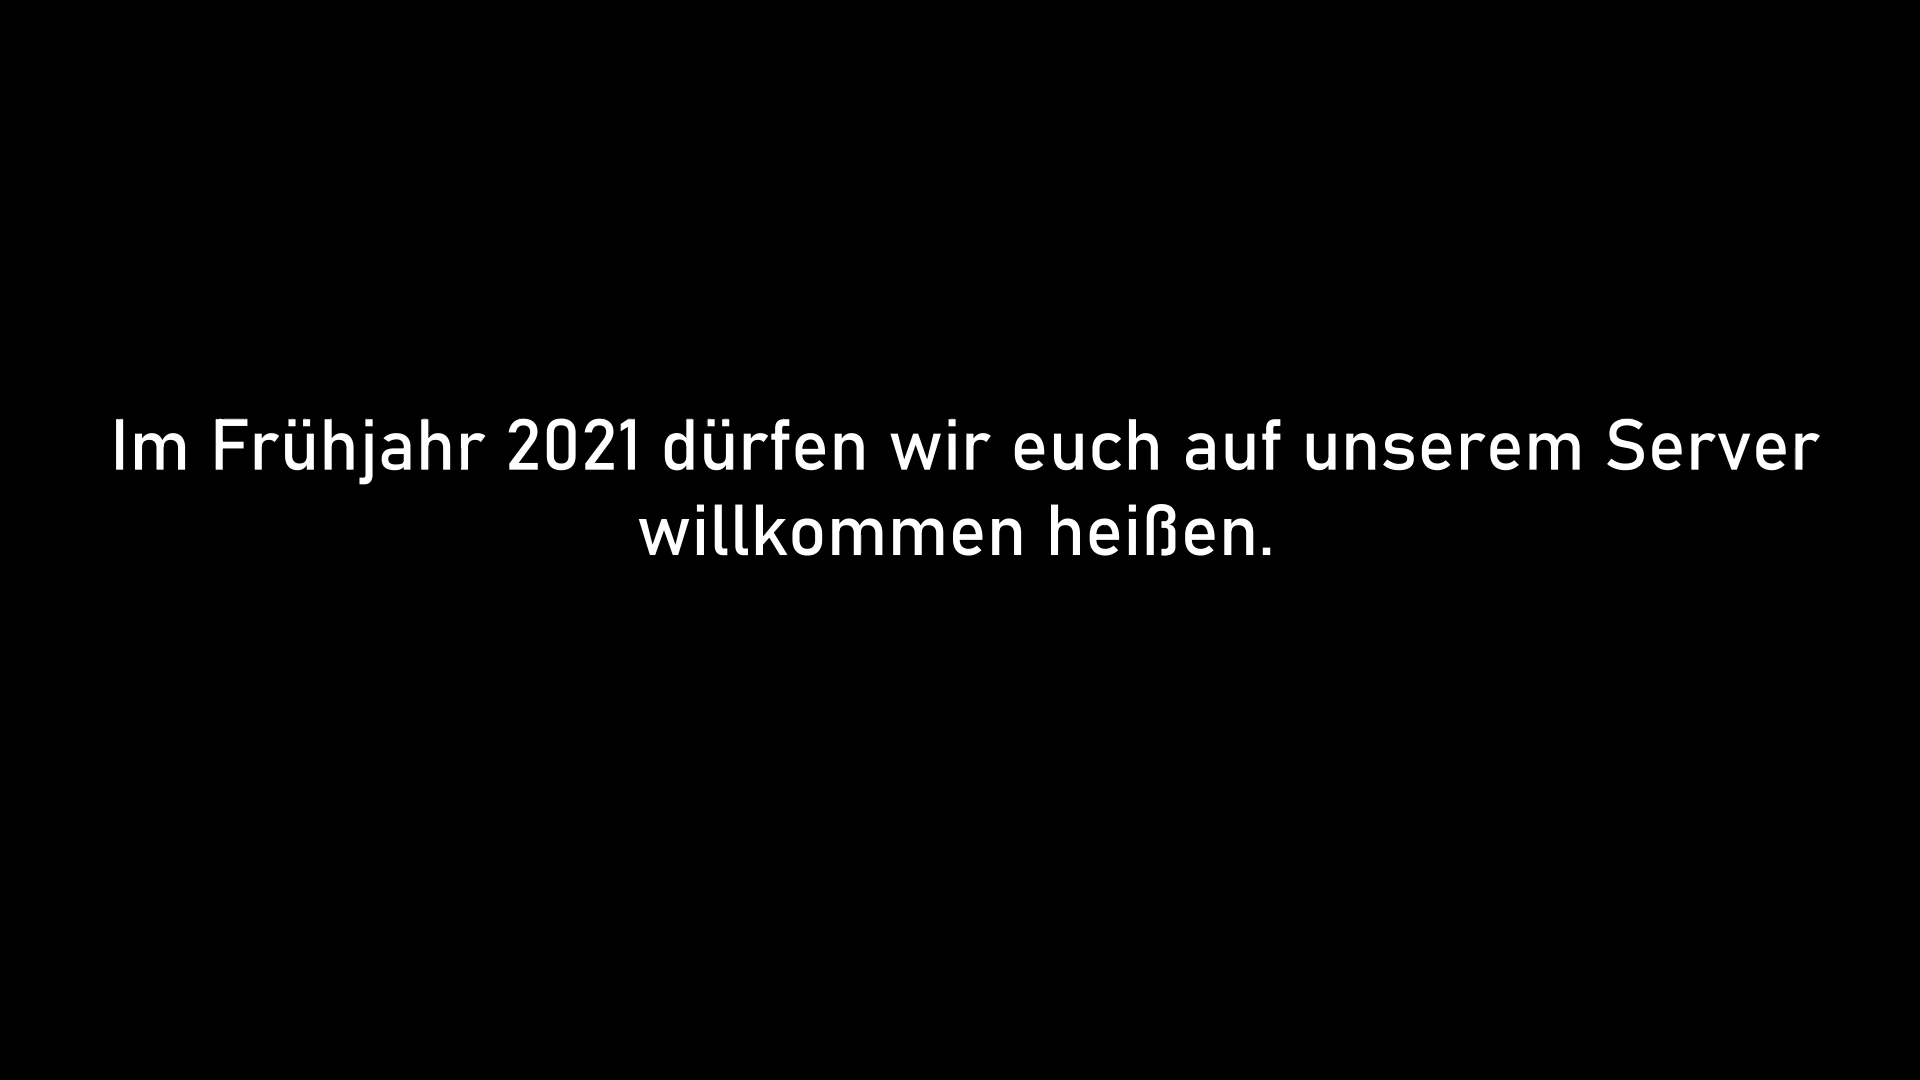 Im Frühjahr 2021 dürfen wir euch auf unserem Server
willkommen heißen.